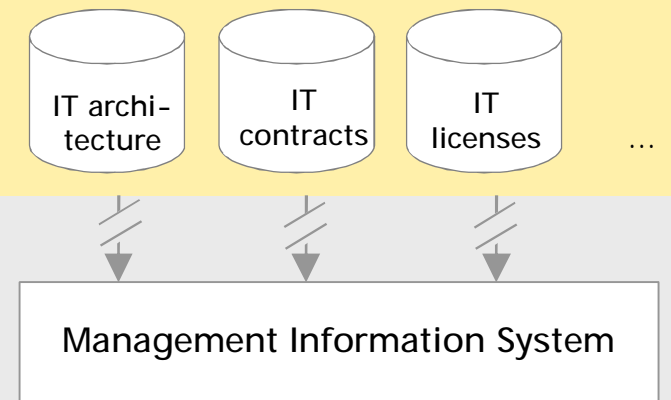 IT archi-
tecture
IT
contracts
IT
licenses
...
Management Information System